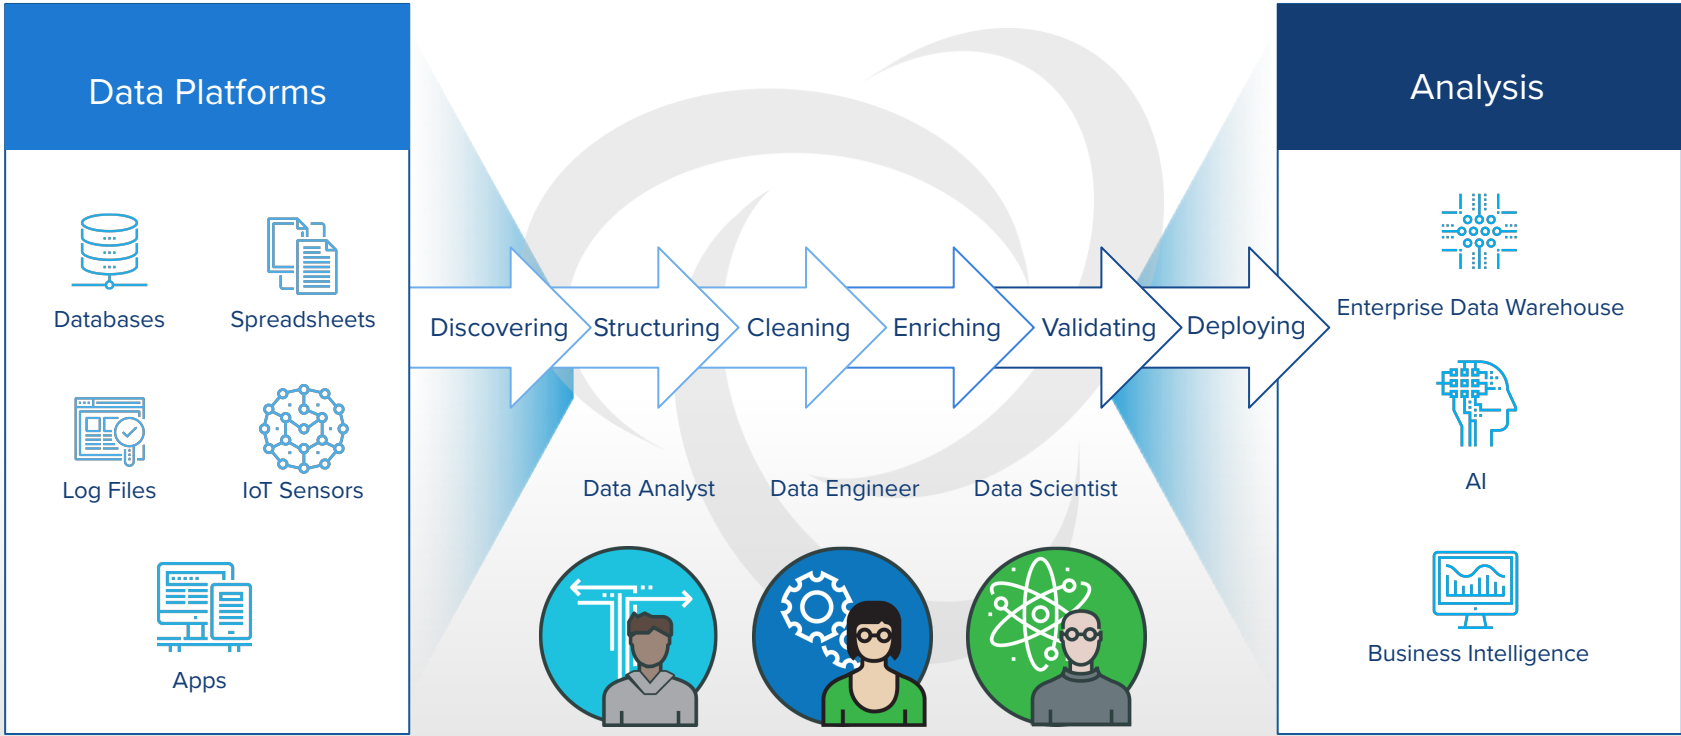 Data Platforms
Databases
Spreadsheets
Log Files
IoT Sensors
Apps
Discovering
Structuring
Cleaning
Enriching
Validating
Deploying
Data Analyst
Data Engineer
Data Scientist
Analysis
Enterprise Data Warehouse
AI
Business Intelligence